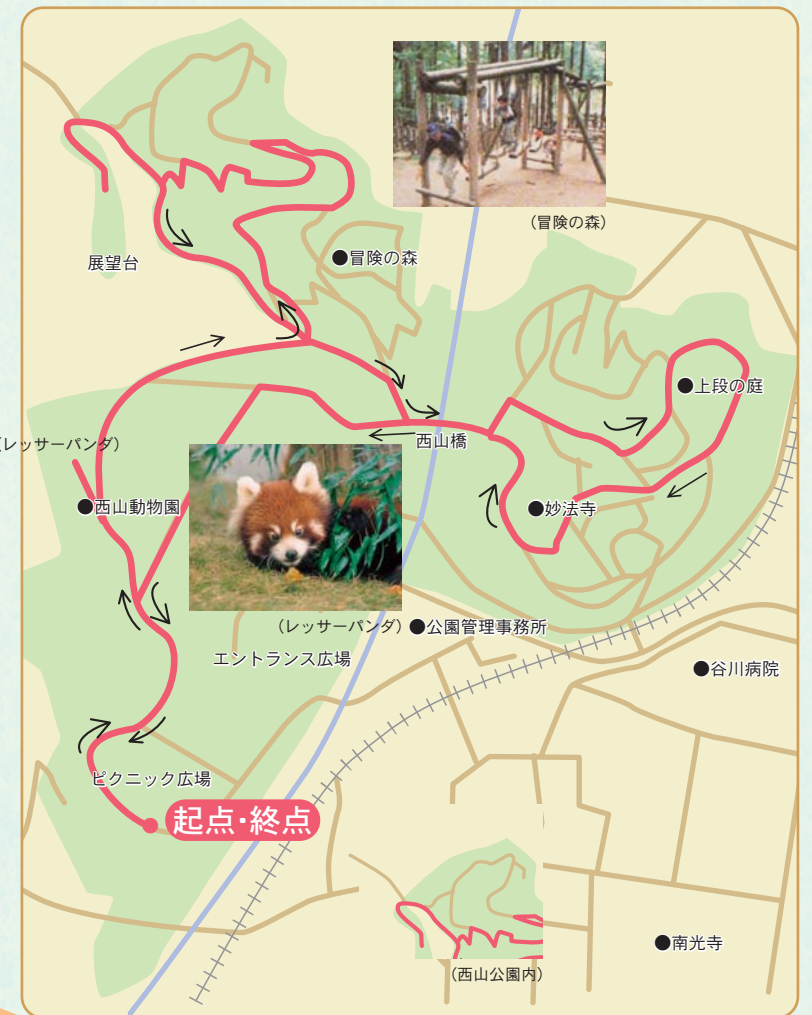 （冒険の森）
●冒険の森
展望台
●上段の庭
西山橋
（レッサーパンダ）
●西山動物園
●妙法寺
（レッサーパンダ）
●公園管理事務所
エントランス広場
●谷川病院
ピクニック広場
起点・終点
●南光寺
（西山公園内）